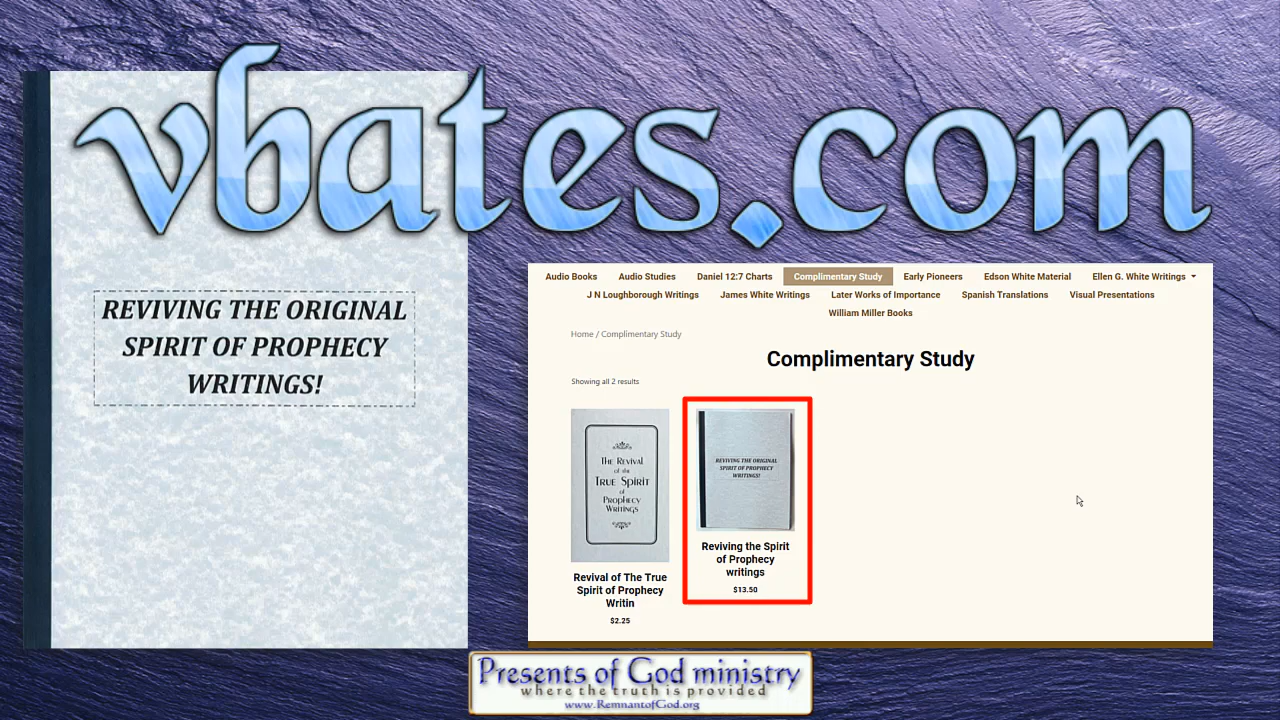 vbates.com
REVIVING THE ORIGINAL
SPIRIT OF PROPHECY
WRITINGS!
Audio Books Audio Studies Daniel 12:7 Charts Complimentary Study Early Pioneers Edson White Material Ellen G. White Writings
J N Loughborough Writings James White Writings Later Works of Importance Spanish Translations Visual Presentations
William Miller Books
Home / Complimentary Study
Complimentary Study
Showing all 2 results
The Revival
of the
True Spirit
of
Prophecy
Writings
Revival of The True
Spirit of Prophecy
Writin
$2.25
REVIVING THE ORIGINAL
SPIRIT OF PROPHECY
WRITINGS!
Reviving the Spirit
of Prophecy
writings
$13.50
Presents of God ministry
where the truth is provided
www.RemnantofGod.org